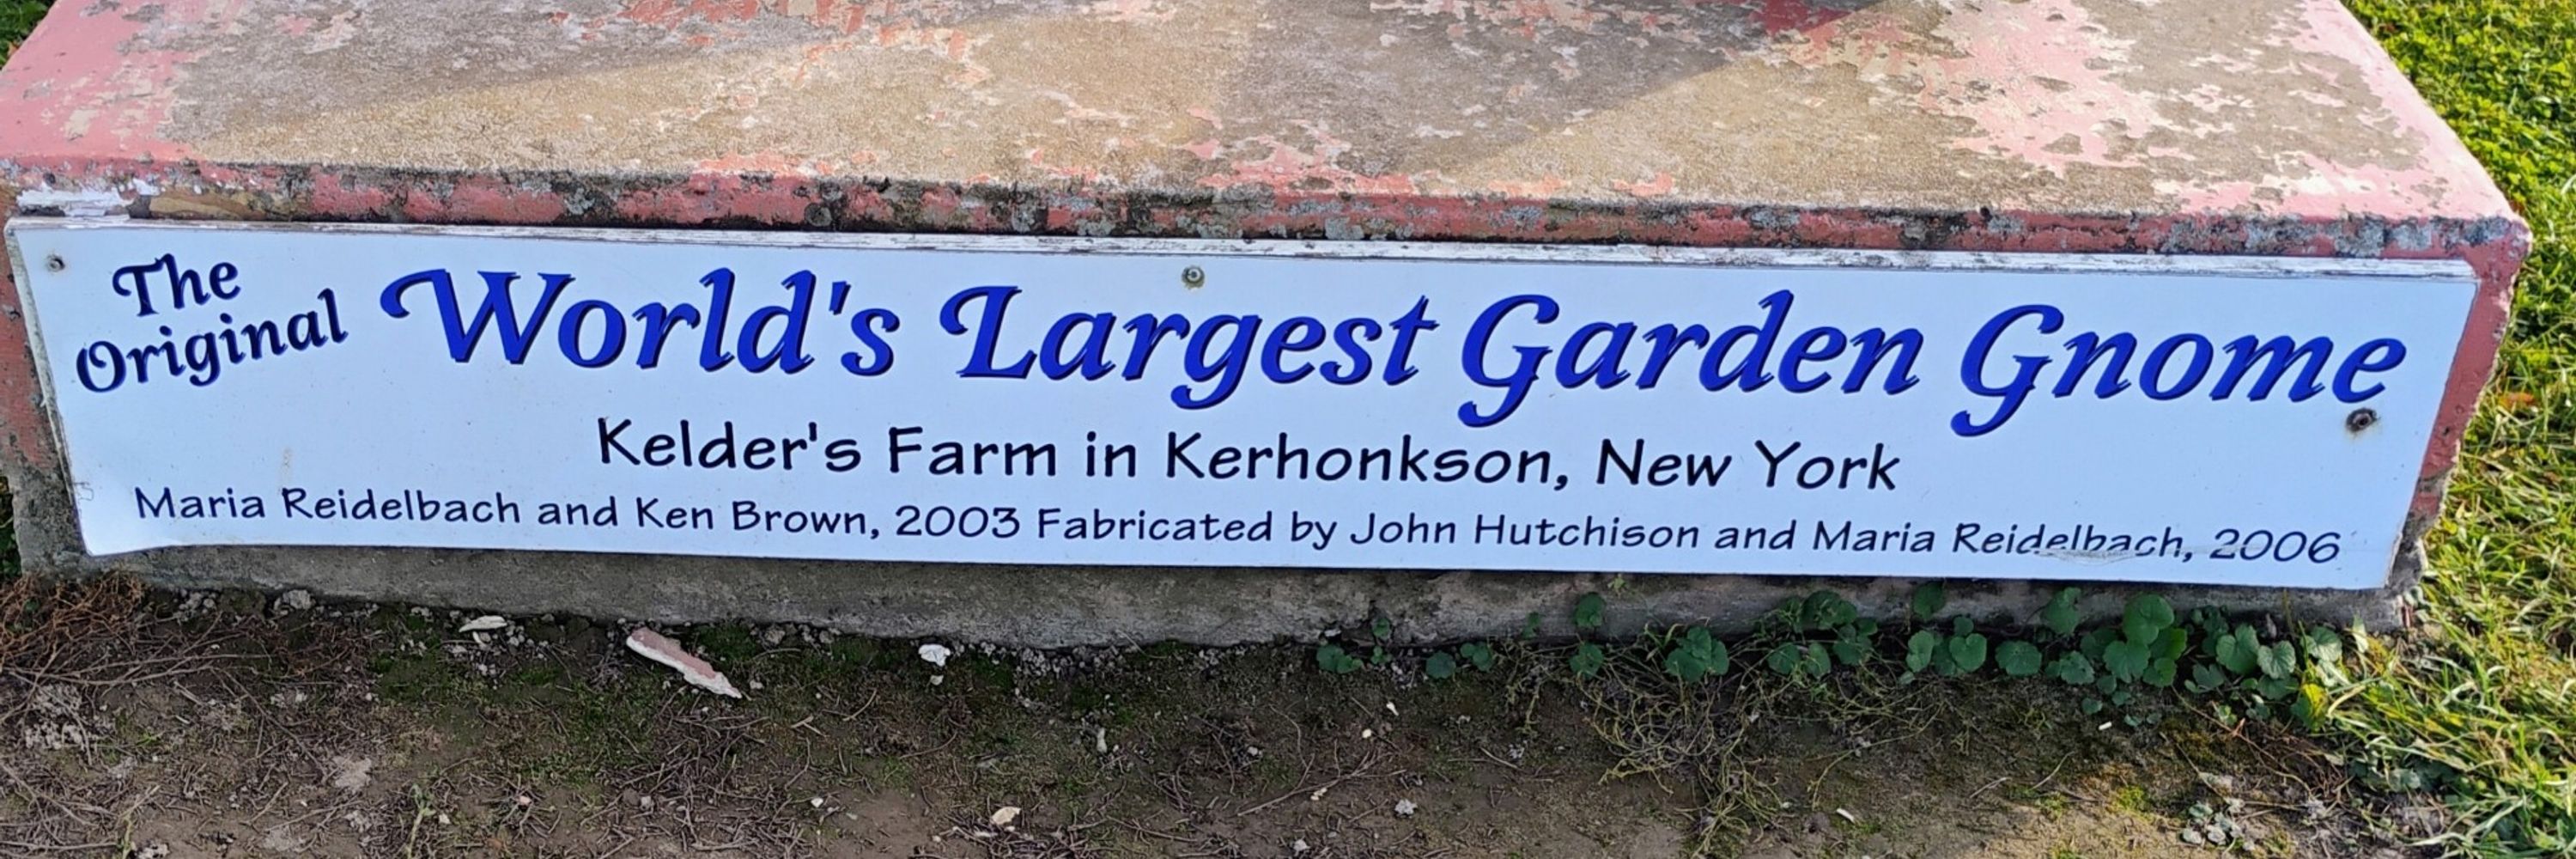 The
Original
World's Largest Garden Gnome
Kelder's Farm in Kerhonkson, New York
Maria Reidelbach and Ken Brown, 2003 Fabricated by John Hutchison and Maria Reidelbach, 2006